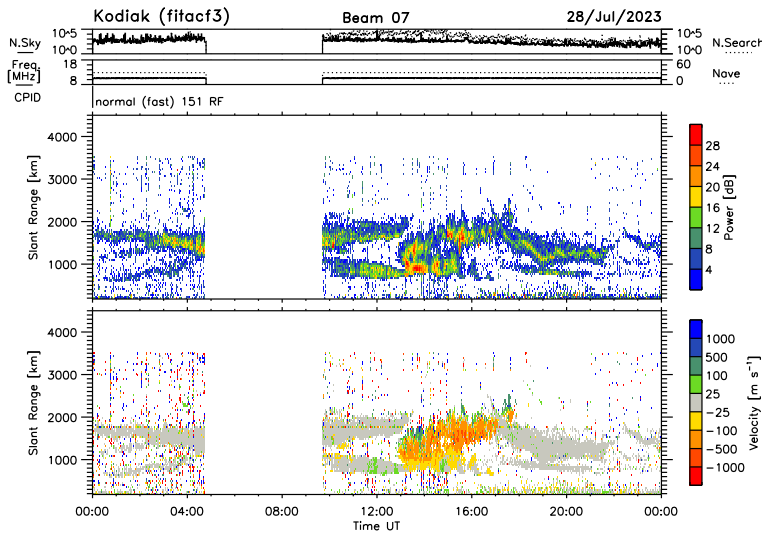 Kodiak (fitacf3) Beam 07 28/Jul/2023
N.Sky 10^5 10^0 10^5 10^0 N.Search
Freq. [MHz] 18 8 60 0 Nave
CPID normal (fast) 151 RF
Slant Range [km] 4000 3000 2000 1000
28 24 20 16 12 8 4 Power [dB]
Slant Range [km] 4000 3000 2000 1000
1000 500 100 25 -25 -100 -500 -1000 Velocity [m s⁻¹]
00:00 04:00 08:00 12:00 16:00 20:00 00:00
Time UT